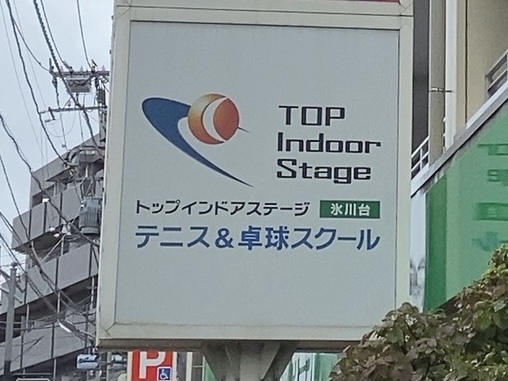 TOP
Indoor
Stage
トップインドアステージ 氷川台
テニス＆卓球スクール
P